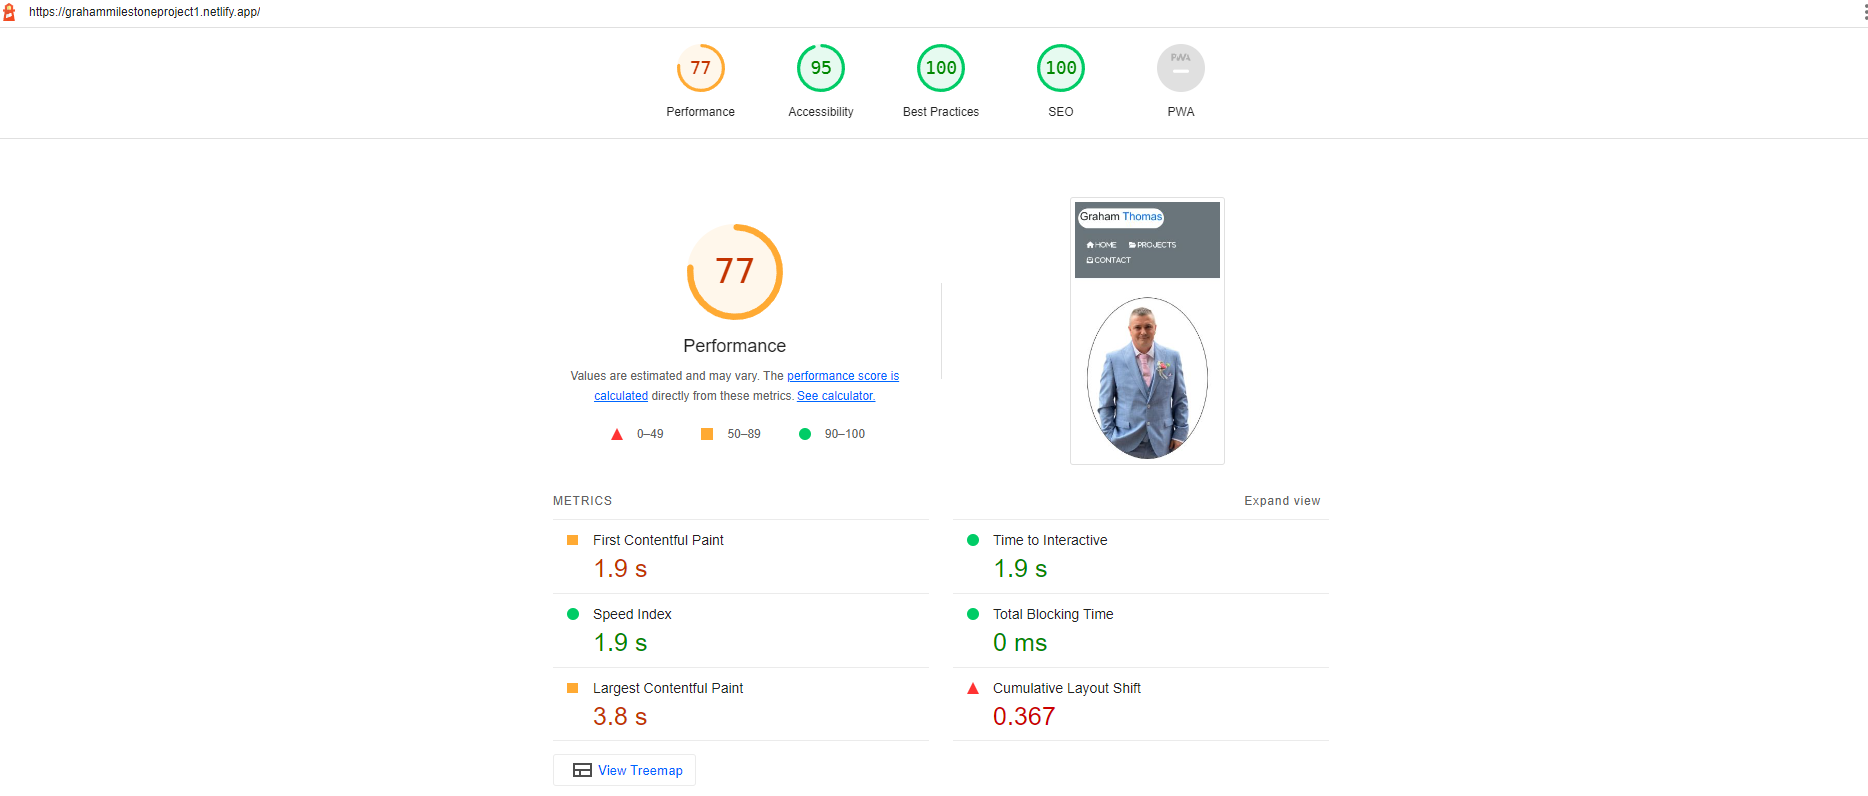 https://grahammilestoneproject1.netlify.app/
77
95
100
100
PWA
Performance
Accessibility
Best Practices
SEO
PWA
77
Performance
Values are estimated and may vary. The performance score is
calculated directly from these metrics. See calculator.
0–49
50–89
90–100
Graham Thomas
HOME
PROJECTS
CONTACT
METRICS
Expand view
First Contentful Paint
1.9 s
Time to Interactive
1.9 s
Speed Index
1.9 s
Total Blocking Time
0 ms
Largest Contentful Paint
3.8 s
Cumulative Layout Shift
0.367
View Treemap